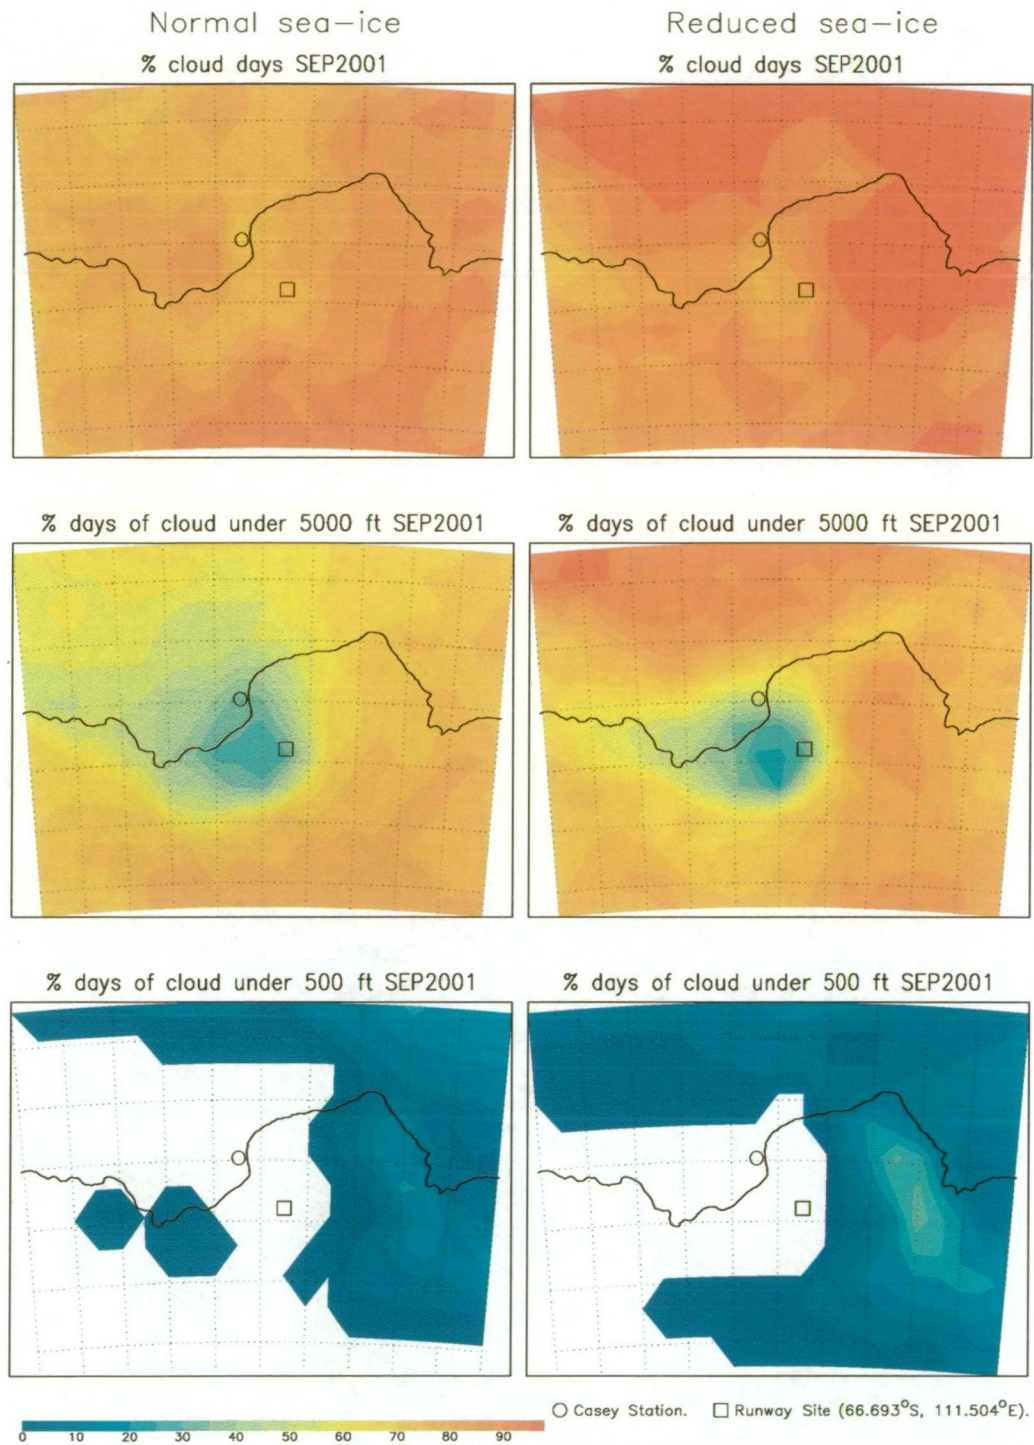 Normal sea-ice
Reduced sea-ice
% cloud days SEP2001
% cloud days SEP2001
% days of cloud under 5000 ft SEP2001
% days of cloud under 5000 ft SEP2001
% days of cloud under 500 ft SEP2001
% days of cloud under 500 ft SEP2001
0 10 20 30 40 50 60 70 80 90
Casey Station.
Runway Site (66.693°S, 111.504°E).